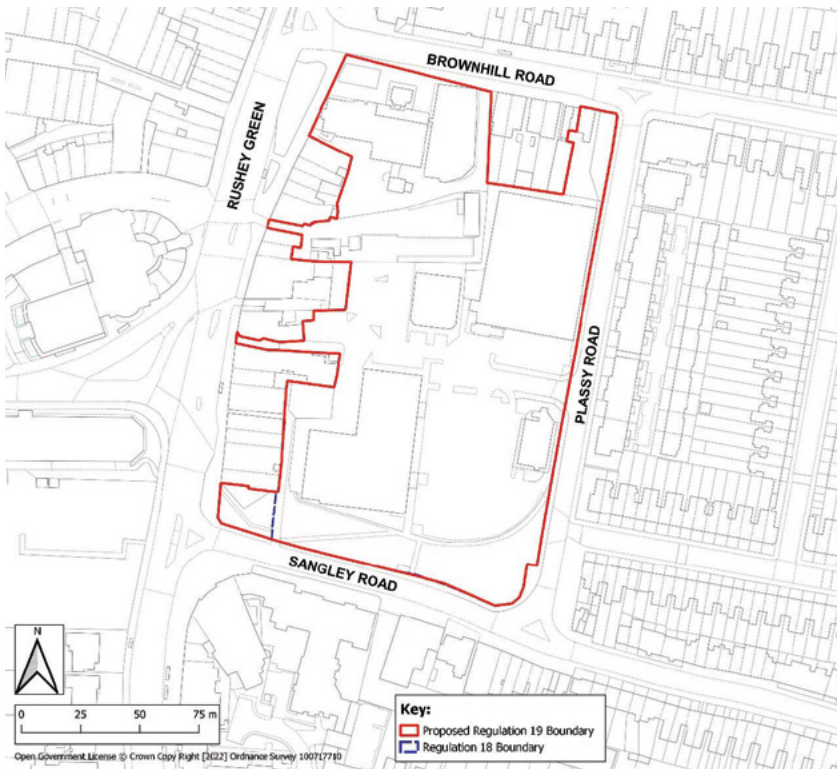 BROWNHILL ROAD
RUSHEY GREEN
PLASSY ROAD
SANGLEY ROAD
N
0 25 50 75 m
Key:
Proposed Regulation 19 Boundary
Regulation 18 Boundary
Open Government License © Crown Copy Right [2022] Ordnance Survey 100717710